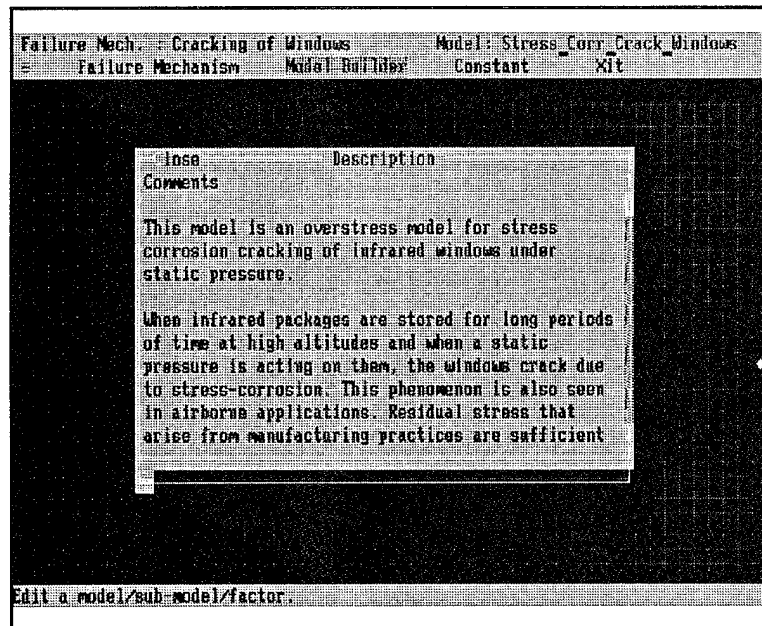 Failure Mech. : Cracking of Windows Model: Stress_Corr_Crack_Windows
= Failure Mechanism Model Builder Constant Xit
lose Description
Comments
This model is an overstress model for stress
corrosion cracking of infrared windows under
static pressure.
When infrared packages are stored for long periods
of time at high altitudes and when a static
pressure is acting on them, the windows crack due
to stress-corrosion. This phenomenon is also seen
in airborne applications. Residual stress that
arise from manufacturing practices are sufficient
Edit a model/sub-model/factor.